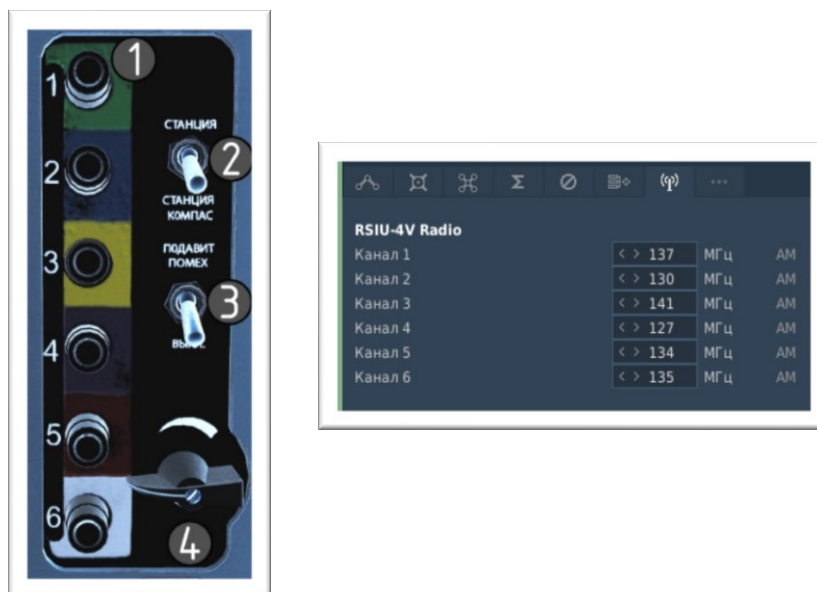 1
1
СТАНЦИЯ
2
2
СТАНЦИЯ
КОМПАС
3
ПОДАВИТ
ПОМЕХ
3
4
5
6
4
RSIU-4V Radio
Канал 1 < > 137 МГц AM
Канал 2 < > 130 МГц AM
Канал 3 < > 141 МГц AM
Канал 4 < > 127 МГц AM
Канал 5 < > 134 МГц AM
Канал 6 < > 135 МГц AM